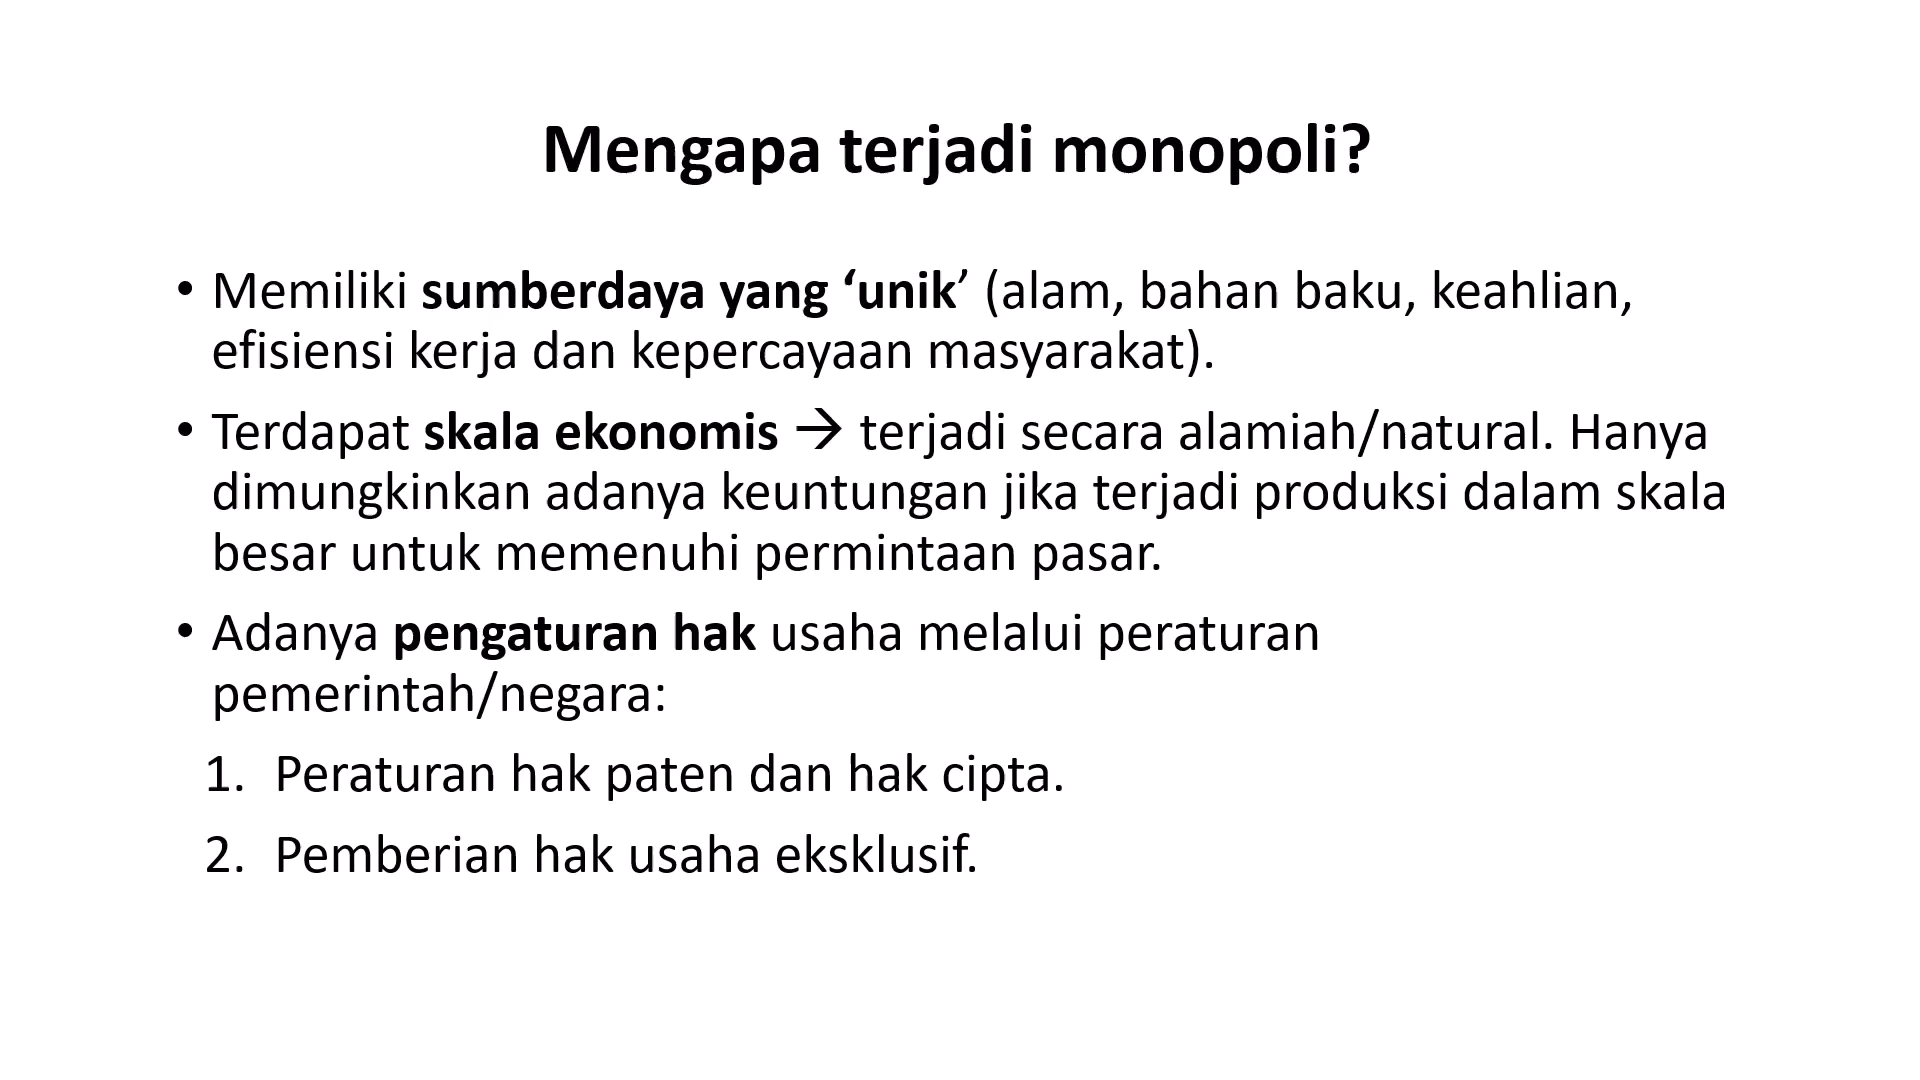 Mengapa terjadi monopoli?
• Memiliki sumberdaya yang ‘unik’ (alam, bahan baku, keahlian,
efisiensi kerja dan kepercayaan masyarakat).
• Terdapat skala ekonomis → terjadi secara alamiah/natural. Hanya
dimungkinkan adanya keuntungan jika terjadi produksi dalam skala
besar untuk memenuhi permintaan pasar.
• Adanya pengaturan hak usaha melalui peraturan
pemerintah/negara:
1. Peraturan hak paten dan hak cipta.
2. Pemberian hak usaha eksklusif.